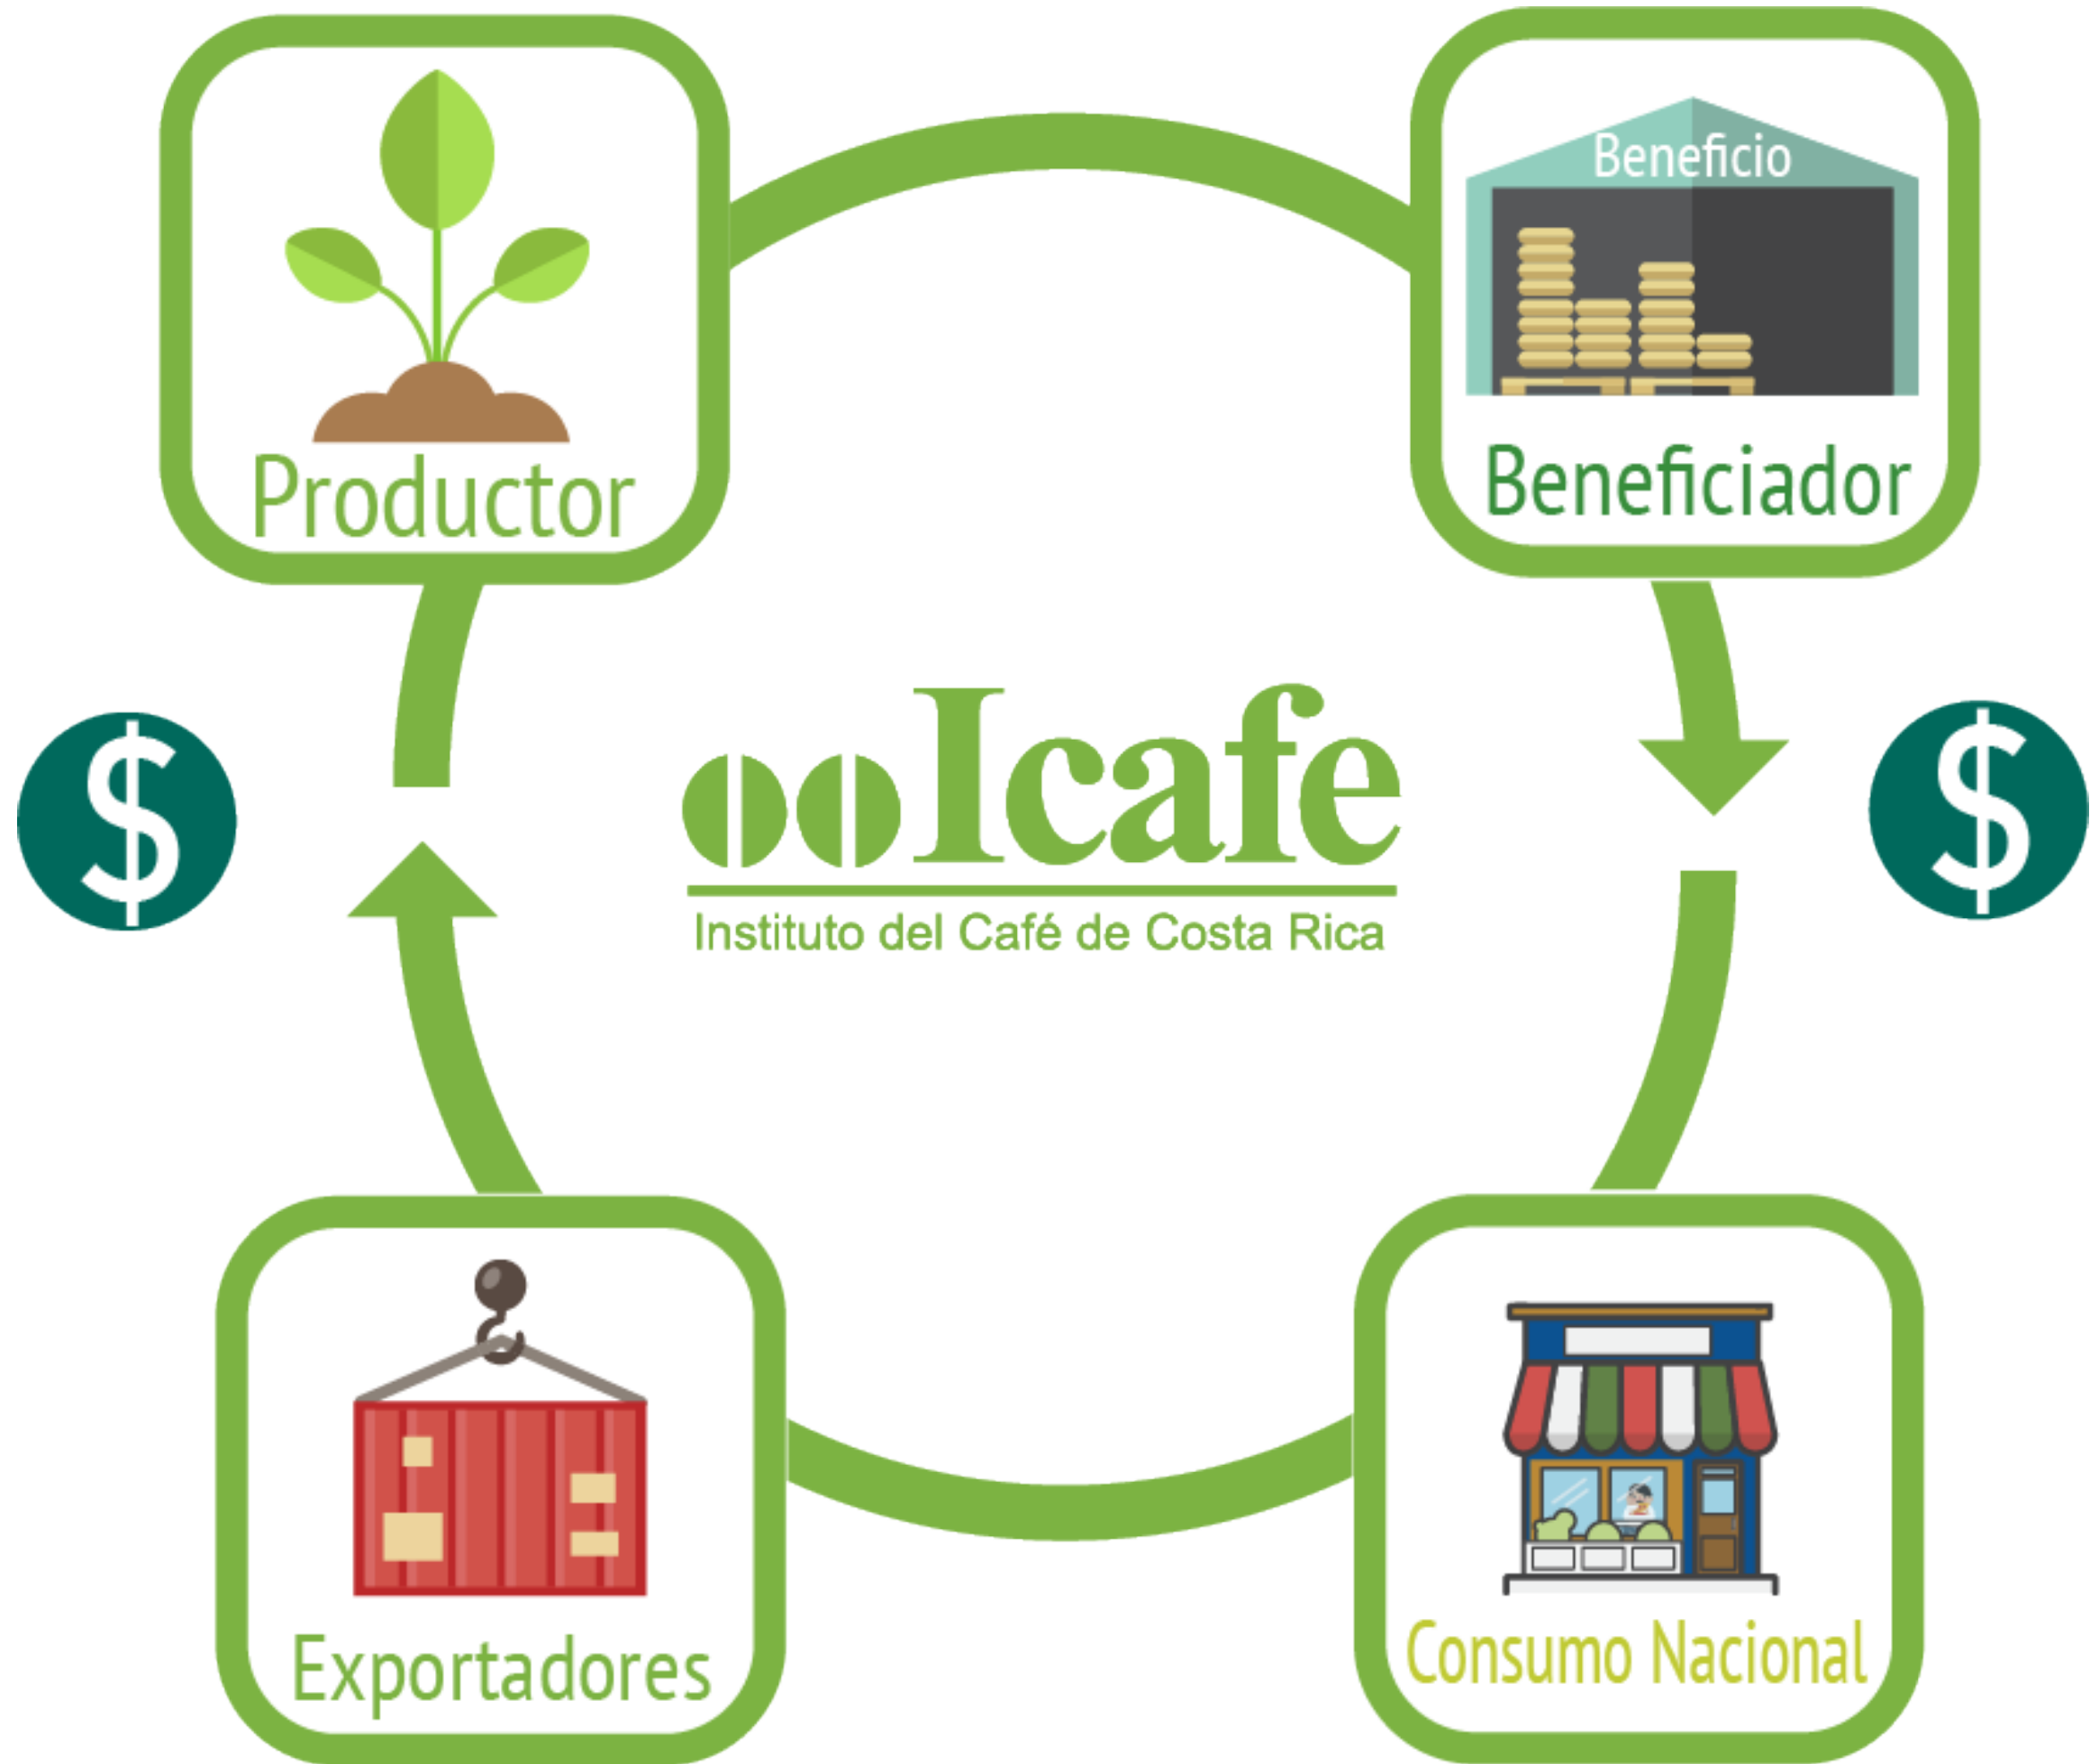 Beneficio
Productor
Beneficiador
$
$
Icafe
Instituto del Café de Costa Rica
Exportadores
Consumo Nacional